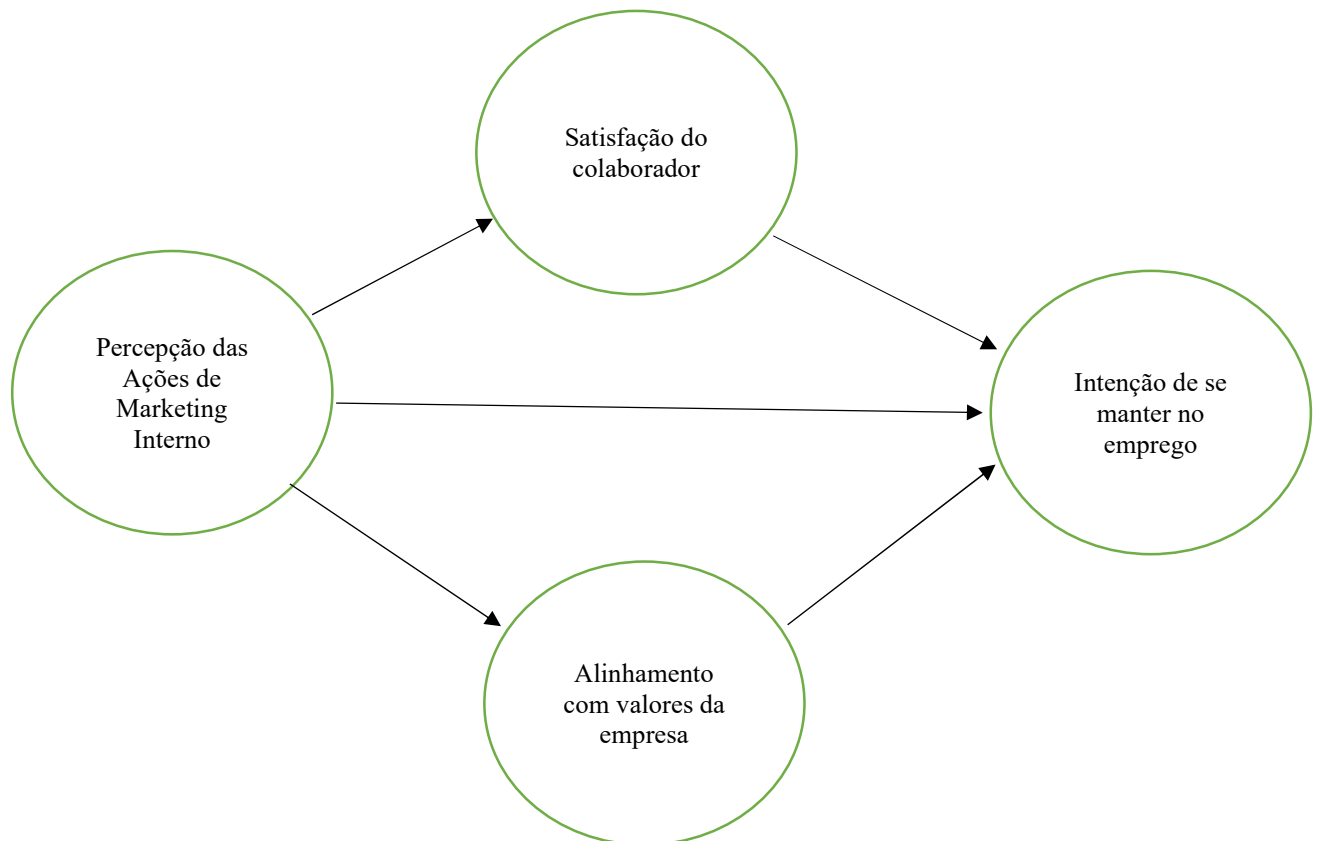 Satisfação do
colaborador
Percepção das
Ações de
Marketing
Interno
Intenção de se
manter no
emprego
Alinhamento
com valores da
empresa